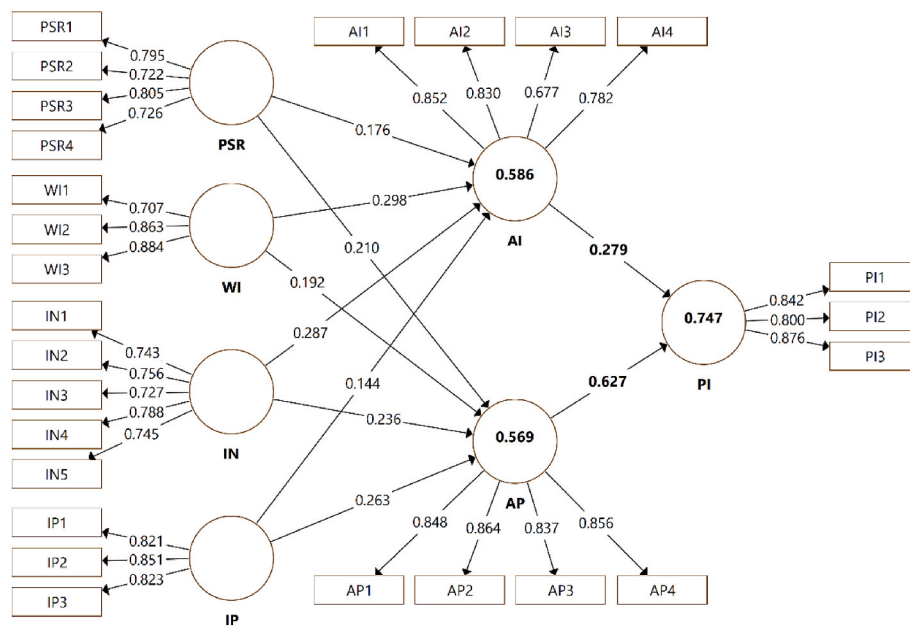 PSR1
PSR2
PSR3
PSR4
0.795
0.722
0.805
0.726
PSR
WI1
WI2
WI3
0.707
0.863
0.884
WI
IN1
IN2
IN3
IN4
IN5
0.743
0.756
0.727
0.788
0.745
IN
IP1
IP2
IP3
0.821
0.851
0.823
IP
AI1 AI2 AI3 AI4
0.852 0.830 0.677 0.782
0.586
AI
0.176
0.298
0.210
0.192
0.287
0.144
0.236
0.263
0.569
AP
0.848 0.864 0.837 0.856
AP1 AP2 AP3 AP4
0.279
0.627
0.747
PI
0.842
0.800
0.876
PI1
PI2
PI3